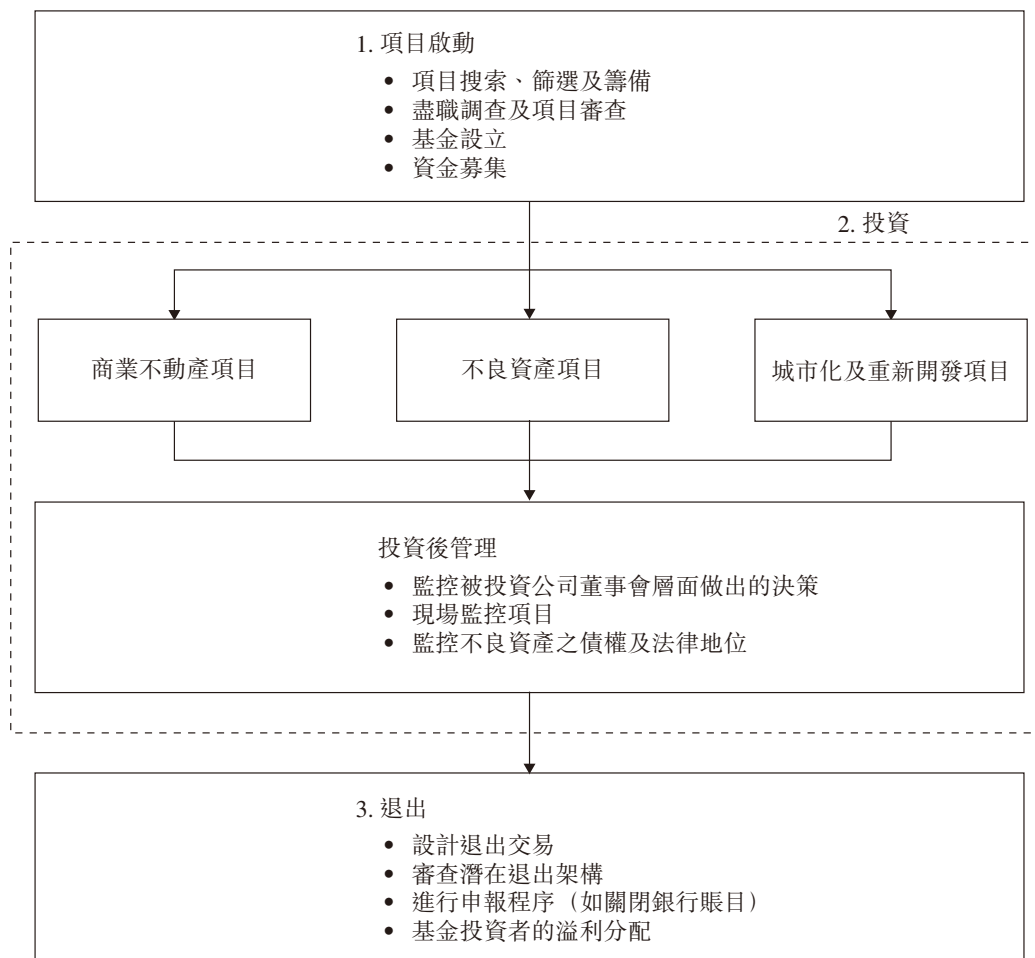 1. 項目啟動
• 項目搜索、篩選及籌備
• 盡職調查及項目審查
• 基金設立
• 資金募集
2. 投資
商業不動產項目
不良資產項目
城市化及重新開發項目
投資後管理
• 監控被投資公司董事會層面做出的決策
• 現場監控項目
• 監控不良資產之債權及法律地位
3. 退出
• 設計退出交易
• 審查潛在退出架構
• 進行申報程序（如關閉銀行賬目）
• 基金投資者的溢利分配